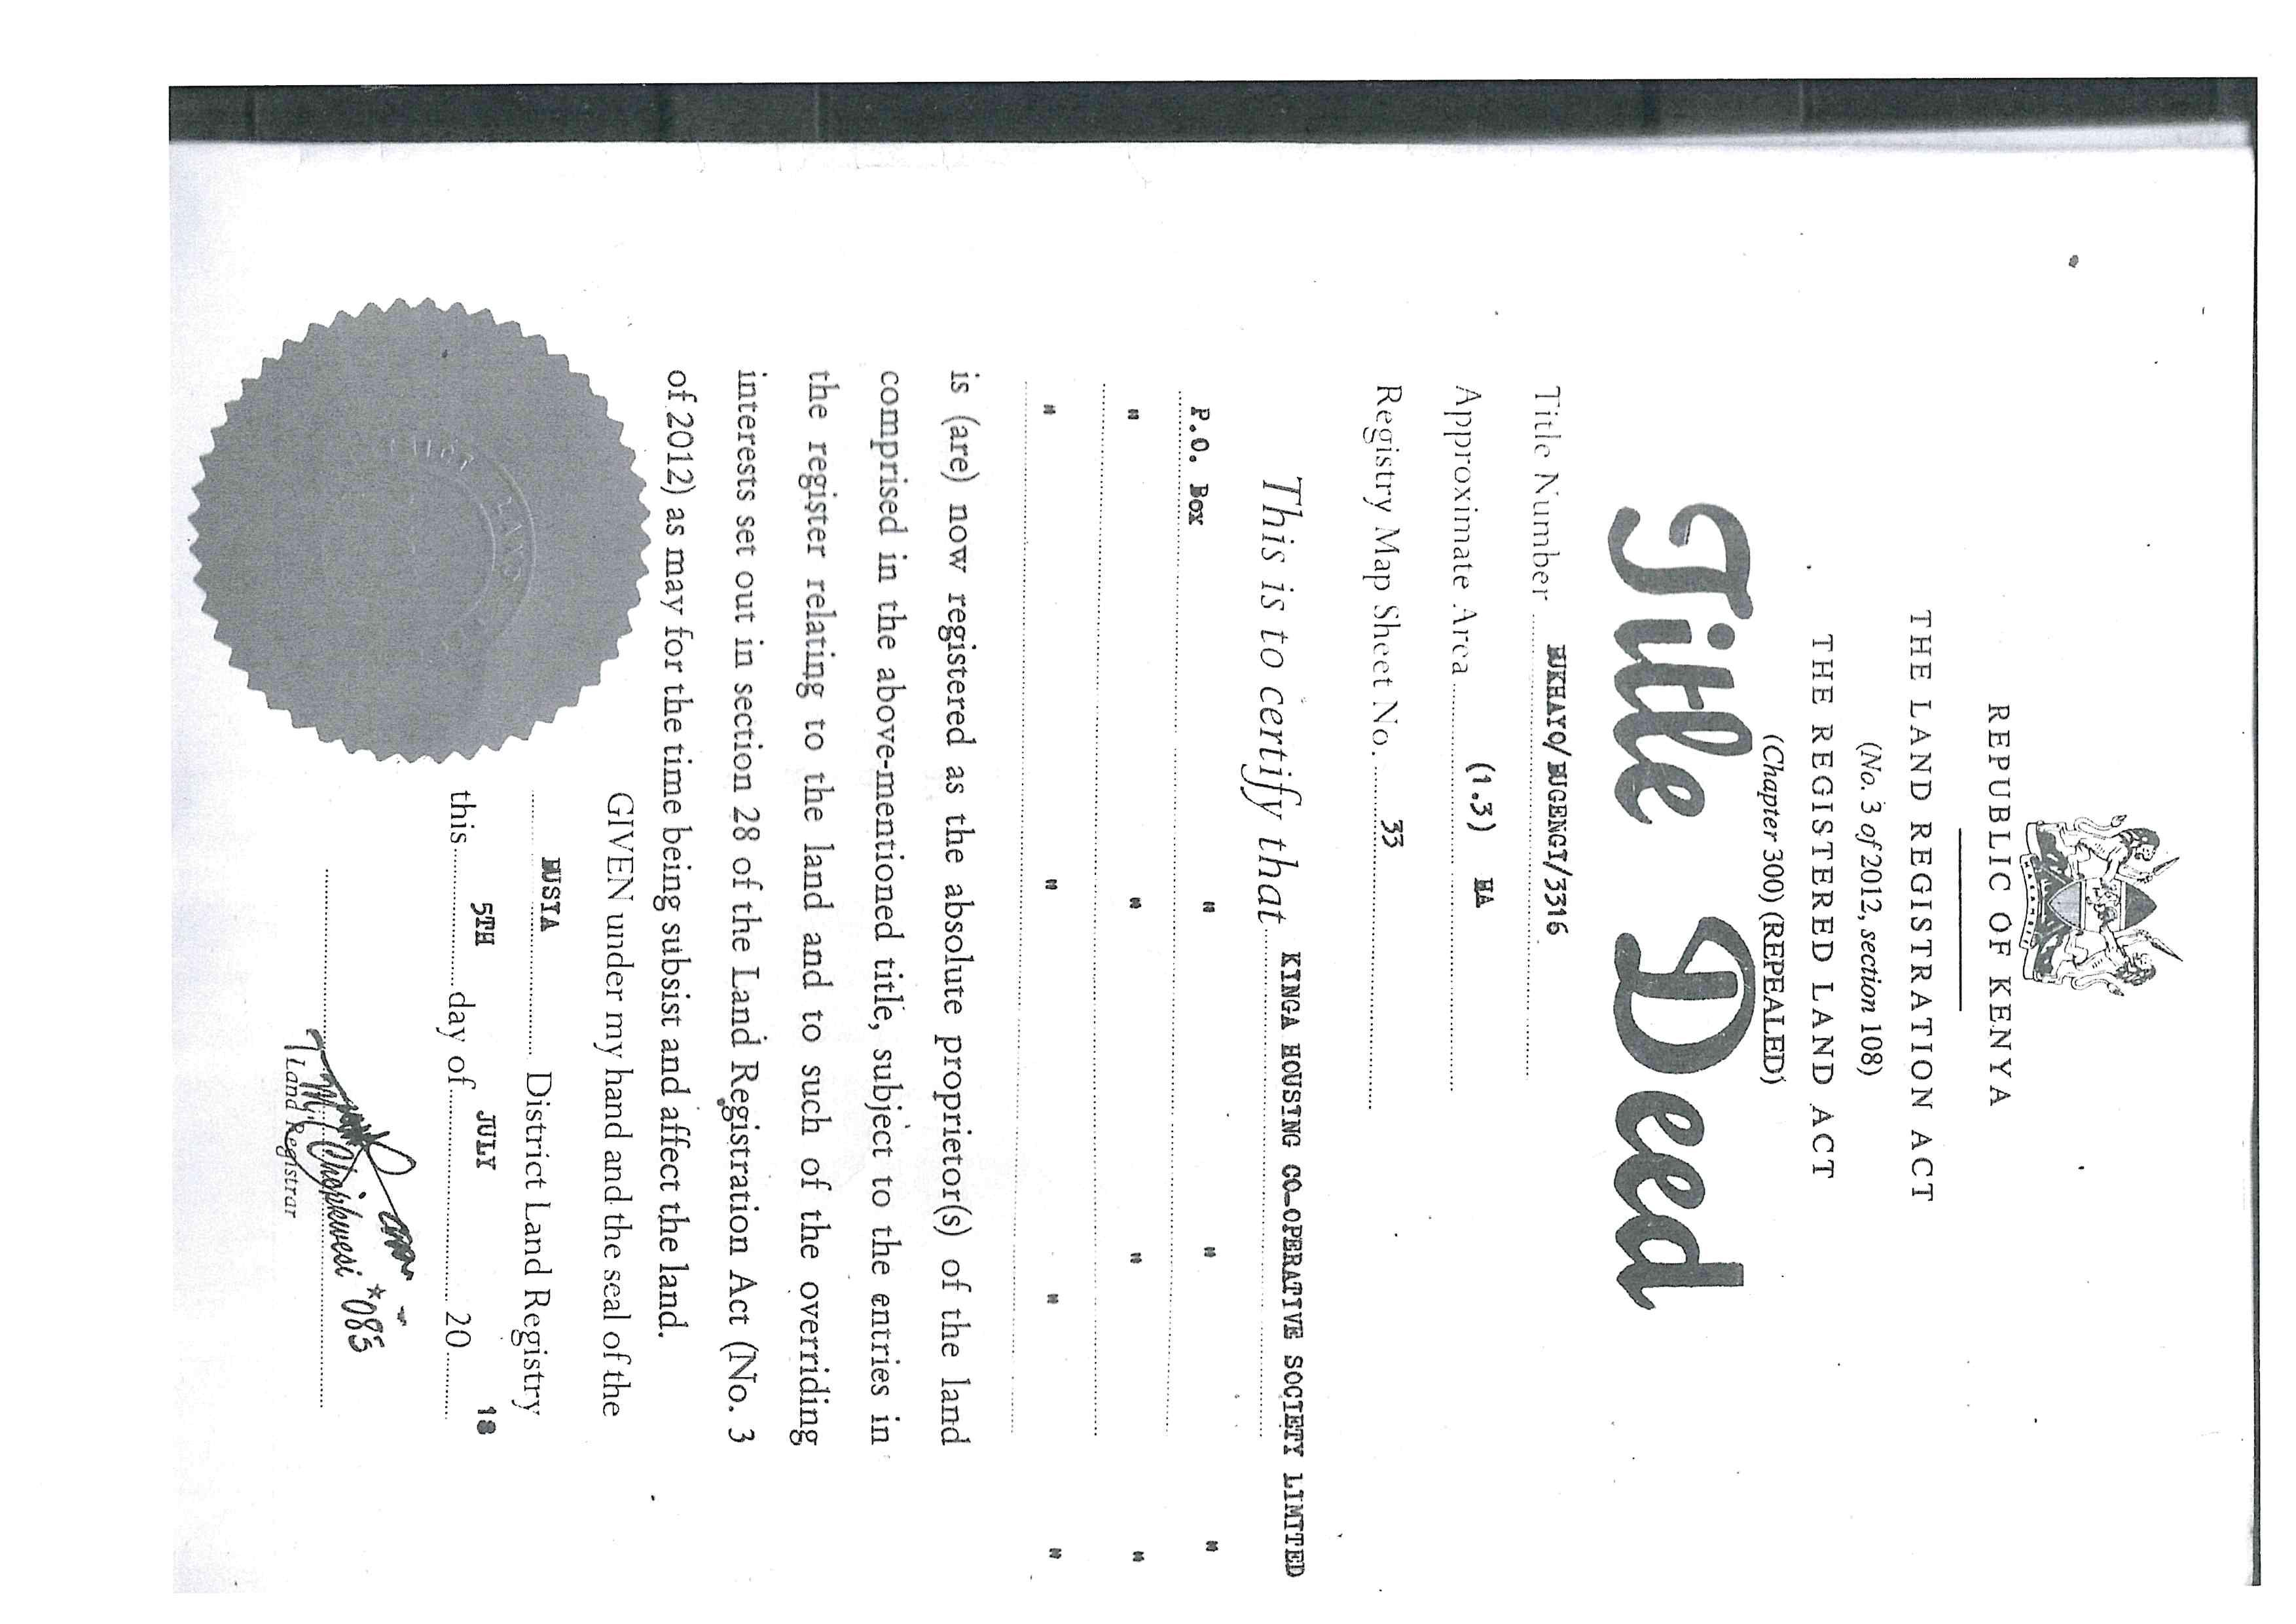 HARAMBEE
REPUBLIC OF KENYA
THE LAND REGISTRATION ACT
(No. 3 of 2012, section 108)
THE REGISTERED LAND ACT
(Chapter 300) (REPEALED)
Title Deed
Title Number BUKHAYO/BUGENGI/3316
Approximate Area (1.3) HA
Registry Map Sheet No. 33
This is to certify that KINGA HOUSING CO-OPERATIVE SOCIETY LIMITED
P.O. Box " " "
" " " "
" " " "
is (are) now registered as the absolute proprietor(s) of the land
comprised in the above-mentioned title, subject to the entries in
the register relating to the land and to such of the overriding
interests set out in section 28 of the Land Registration Act (No. 3
of 2012) as may for the time being subsist and affect the land.
GIVEN under my hand and the seal of the
BUSIA District Land Registry
this 5TH day of JULY 2018
T. M. Chepkwesi *085
Land Registrar
LAND